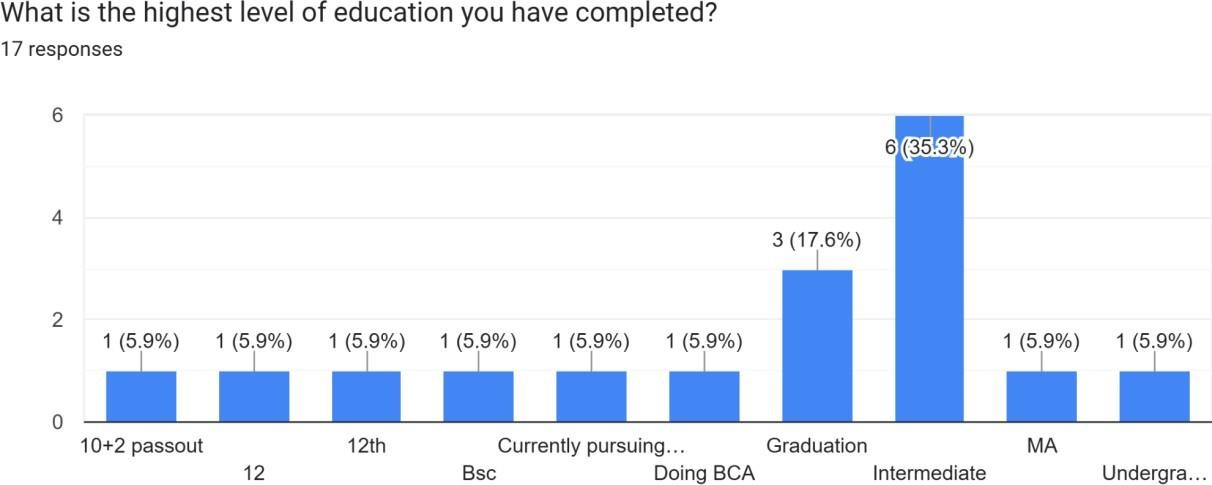 What is the highest level of education you have completed?
17 responses
6
4
2
0
1 (5.9%)
1 (5.9%)
1 (5.9%)
1 (5.9%)
1 (5.9%)
1 (5.9%)
3 (17.6%)
6 (35.3%)
1 (5.9%)
1 (5.9%)
10+2 passout
12
12th
Bsc
Currently pursuing…
Doing BCA
Graduation
Intermediate
MA
Undergra…